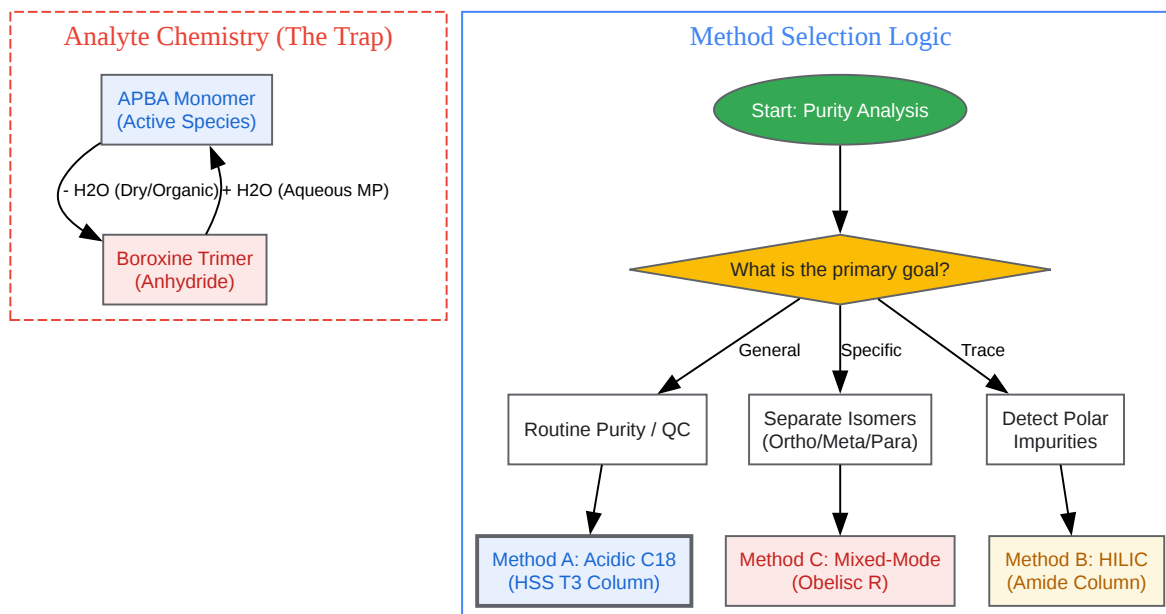 Analyte Chemistry (The Trap)
APBA Monomer
(Active Species)
- H2O (Dry/Organic)
+ H2O (Aqueous MP)
Boroxine Trimer
(Anhydride)
Method Selection Logic
Start: Purity Analysis
What is the primary goal?
General
Specific
Trace
Routine Purity / QC
Separate Isomers
(Ortho/Meta/Para)
Detect Polar
Impurities
Method A: Acidic C18
(HSS T3 Column)
Method C: Mixed-Mode
(Obelisc R)
Method B: HILIC
(Amide Column)